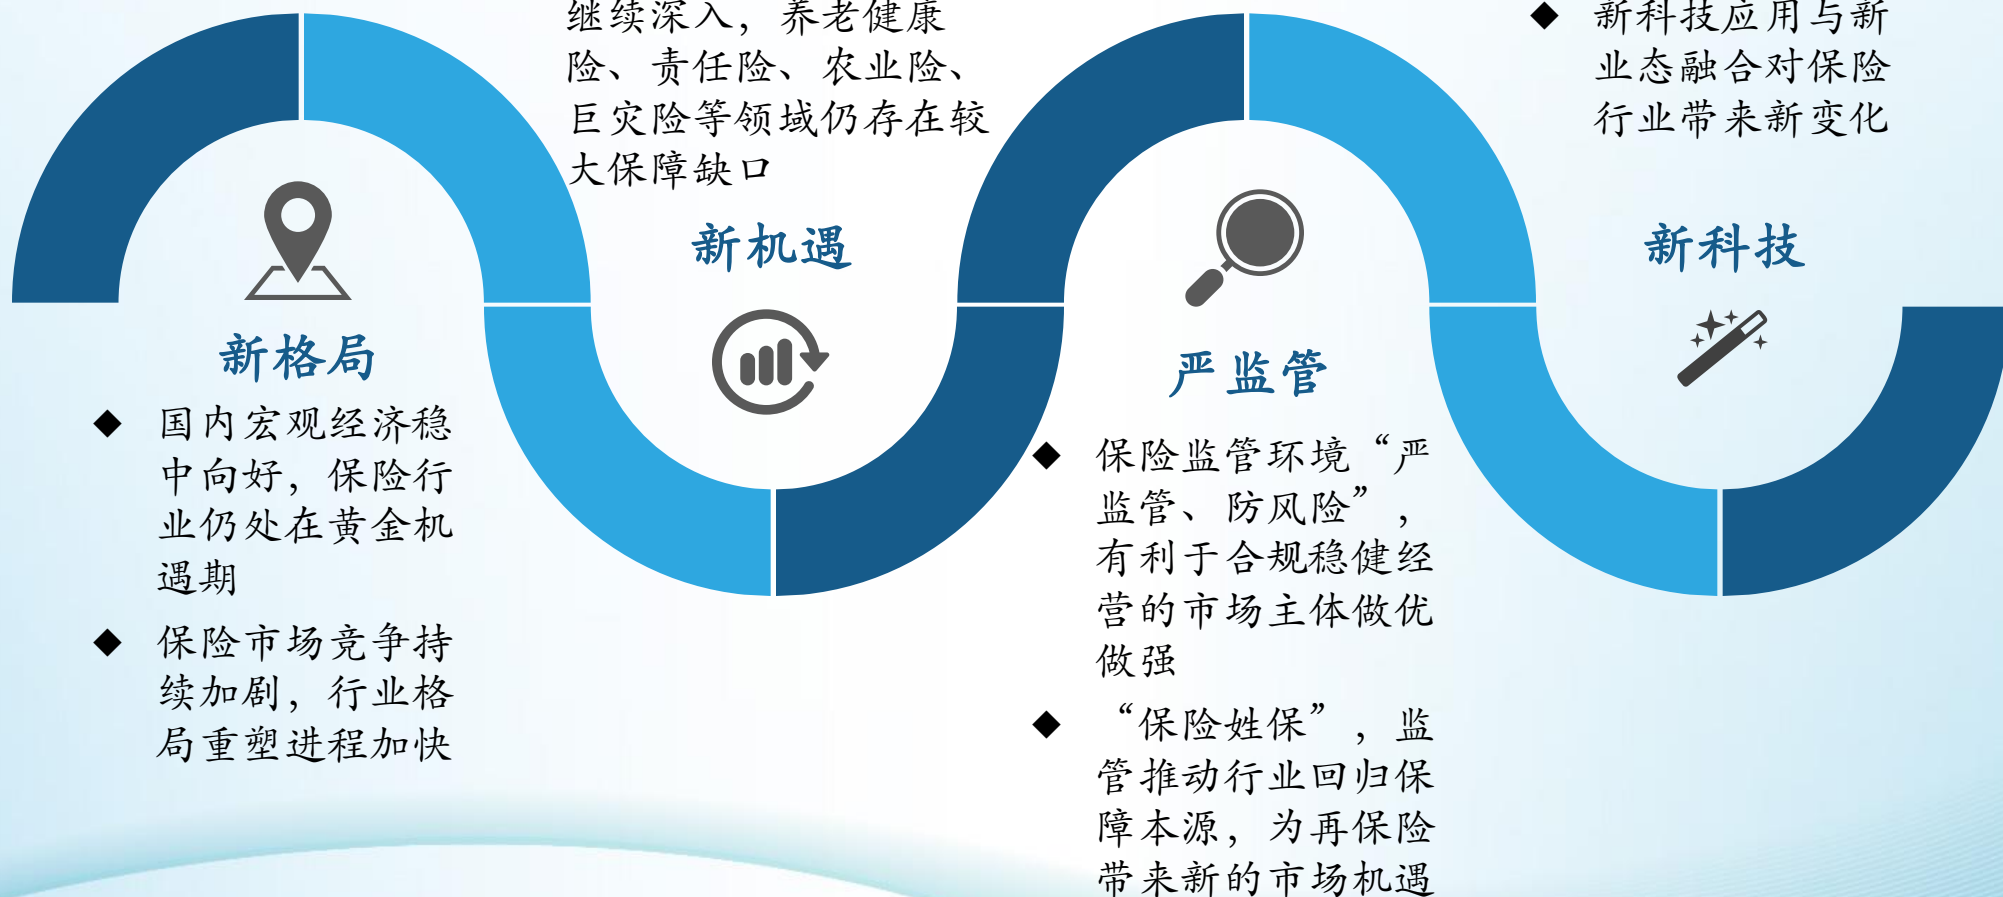 继续深入，养老健康
险、责任险、农业险、
巨灾险等领域仍存在较
大保障缺口
新机遇
◆ 新科技应用与新
业态融合对保险
行业带来新变化
新科技
新格局
◆ 国内宏观经济稳
中向好，保险行
业仍处在黄金机
遇期
◆ 保险市场竞争持
续加剧，行业格
局重塑进程加快
严监管
◆ 保险监管环境“严
监管、防风险”，
有利于合规稳健经
营的市场主体做优
做强
◆ “保险姓保”，监
管推动行业回归保
障本源，为再保险
带来新的市场机遇